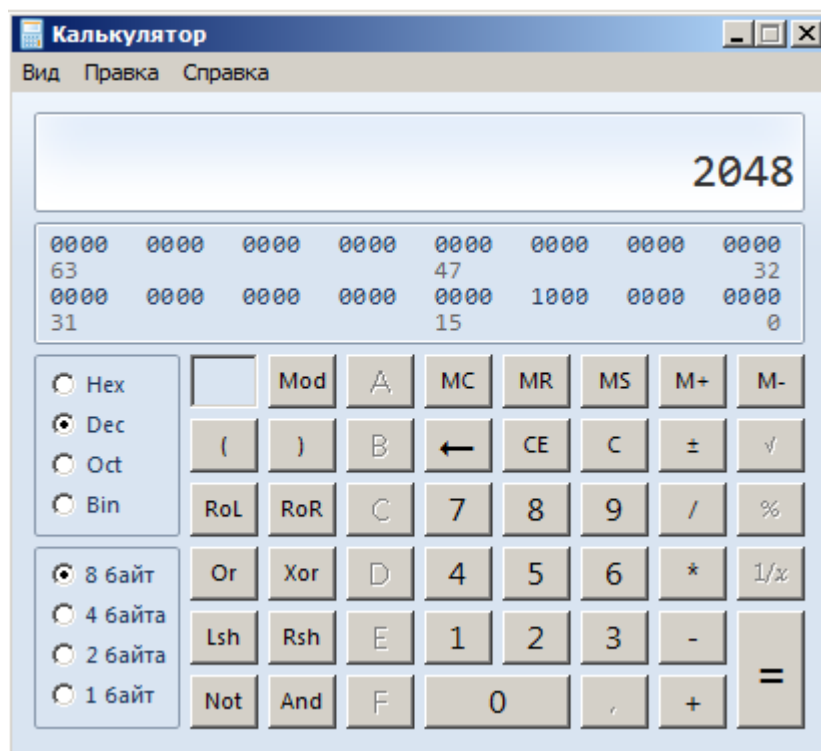 Калькулятор
Вид Правка Справка
2048
0000 0000 0000 0000 0000 0000 0000 0000
63 47 32
0000 0000 0000 0000 0000 1000 0000 0000
31 15 0
Hex
Dec
Oct
Bin
8 байт
4 байта
2 байта
1 байт
Mod A MC MR MS M+ M-
( ) B ← CE C ± √
RoL RoR C 7 8 9 / %
Or Xor D 4 5 6 * 1/x
Lsh Rsh E 1 2 3 - =
Not And F 0 , +